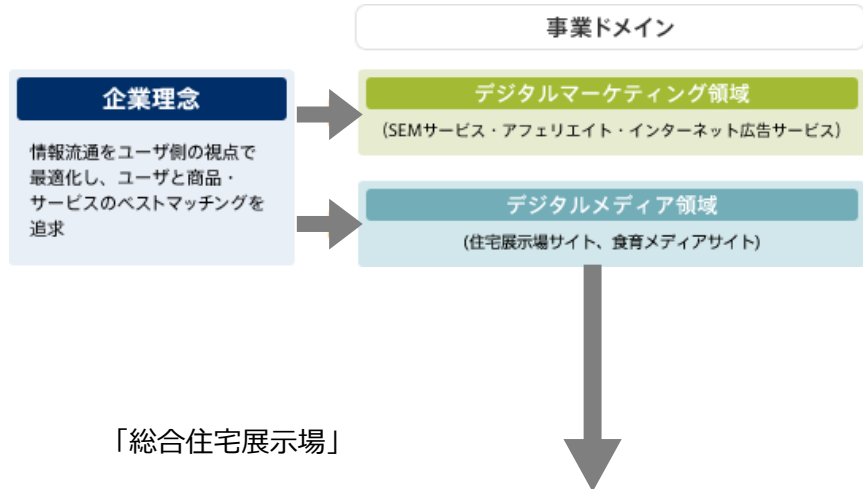 事業ドメイン
企業理念
情報流通をユーザ側の視点で
最適化し、ユーザと商品・
サービスのベストマッチングを
追求
デジタルマーケティング領域
（SEMサービス・アフェリエイト・インターネット広告サービス）
デジタルメディア領域
(住宅展示場サイト、食育メディアサイト)
「総合住宅展示場」